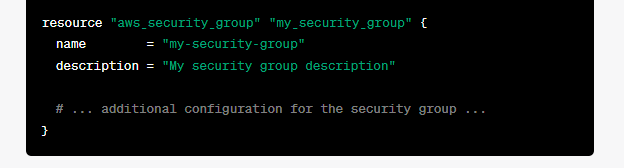 resource "aws_security_group" "my_security_group" {
  name        = "my-security-group"
  description = "My security group description"

  # ... additional configuration for the security group ...
}